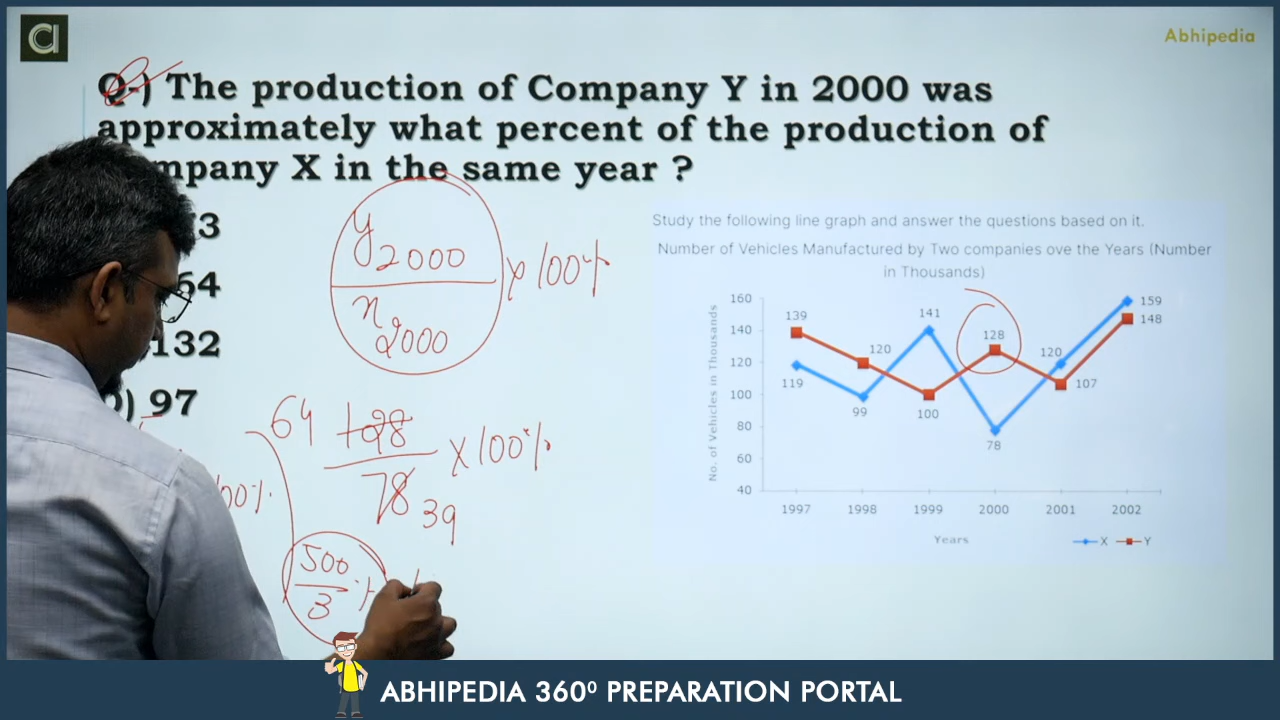 Abhipedia
Q-) The production of Company Y in 2000 was
approximately what percent of the production of
mpany X in the same year ?
3
64
132
D) 97
y 2000
x 2000
× 100%
64 128
78 39
× 100%
00%
500
3 %
Study the following line graph and answer the questions based on it.
Number of Vehicles Manufactured by Two companies ove the Years (Number
in Thousands)
No. of Vehicles in Thousands
160
140
120
100
80
60
40
139
119
120
99
141
100
128
78
120
107
159
148
1997 1998 1999 2000 2001 2002
Years
X Y
ABHIPEDIA 360⁰ PREPARATION PORTAL